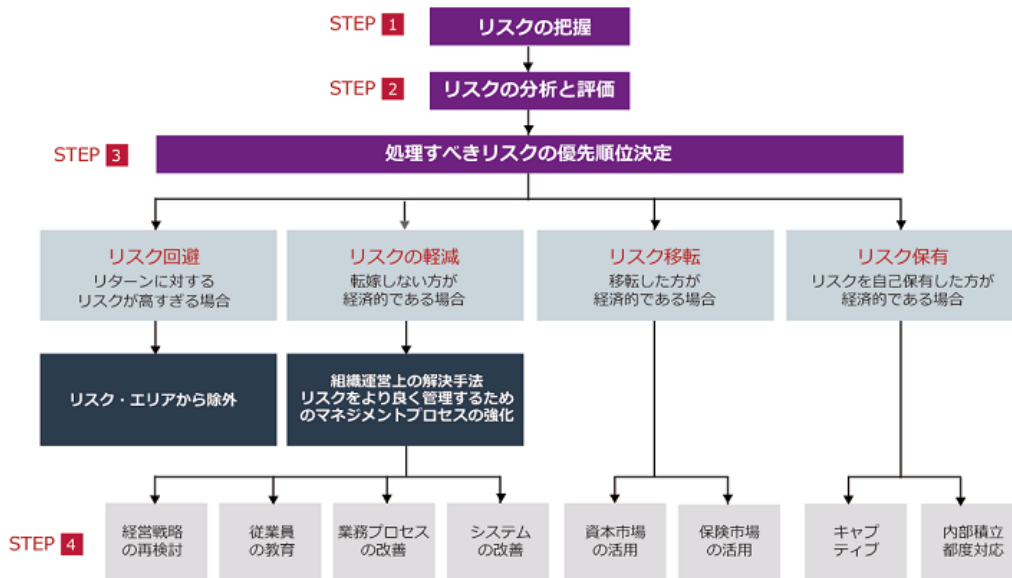 STEP 1
リスクの把握
STEP 2
リスクの分析と評価
STEP 3
処理すべきリスクの優先順位決定
リスク回避
リターンに対する
リスクが高すぎる場合
リスクの軽減
転嫁しない方が
経済的である場合
リスク移転
移転した方が
経済的である場合
リスク保有
リスクを自己保有した方が
経済的である場合
リスク・エリアから除外
組織運営上の解決手法
リスクをより良く管理するため
のマネジメントプロセスの強化
STEP 4
経営戦略
の再検討
従業員
の教育
業務プロセス
の改善
システム
の改善
資本市場
の活用
保険市場
の活用
キャプ
ティブ
内部積立
都度対応